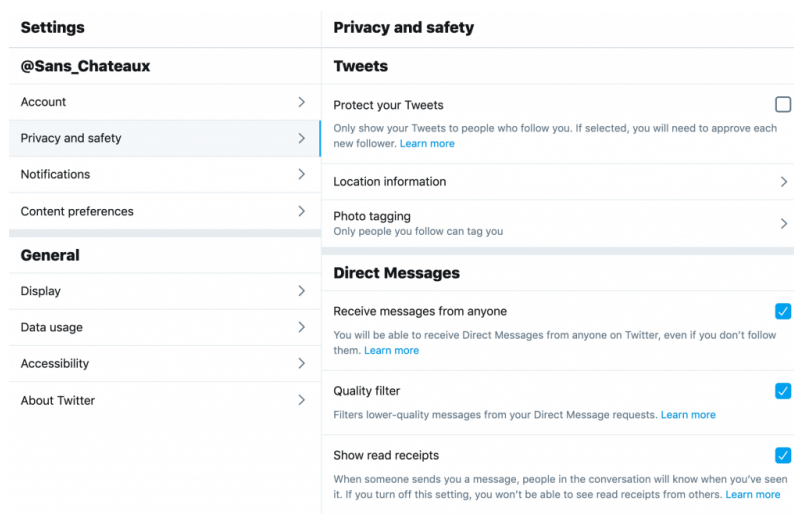 Settings
@Sans_Chateaux
Account
Privacy and safety
Notifications
Content preferences
General
Display
Data usage
Accessibility
About Twitter
Privacy and safety
Tweets
Protect your Tweets
Only show your Tweets to people who follow you. If selected, you will need to approve each
new follower. Learn more
Location information
Photo tagging
Only people you follow can tag you
Direct Messages
Receive messages from anyone
You will be able to receive Direct Messages from anyone on Twitter, even if you don’t follow
them. Learn more
Quality filter
Filters lower-quality messages from your Direct Message requests. Learn more
Show read receipts
When someone sends you a message, people in the conversation will know when you’ve seen
it. If you turn off this setting, you won’t be able to see read receipts from others. Learn more